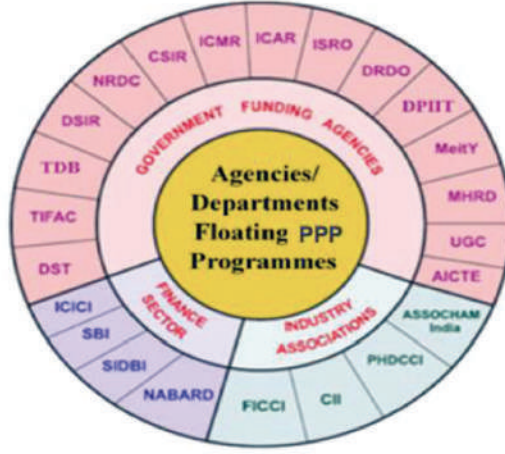 Agencies/
Departments
Floating PPP
Programmes
GOVERNMENT FUNDING AGENCIES
DST
TIFAC
TDB
DSIR
NRDC
CSIR
ICMR
ICAR
ISRO
DRDO
DPIIT
MeitY
MHRD
UGC
AICTE
INDUSTRY
ASSOCIATIONS
ASSOCHAM
India
PHDCCI
CII
FICCI
FINANCE
SECTOR
NABARD
SIDBI
SBI
ICICI